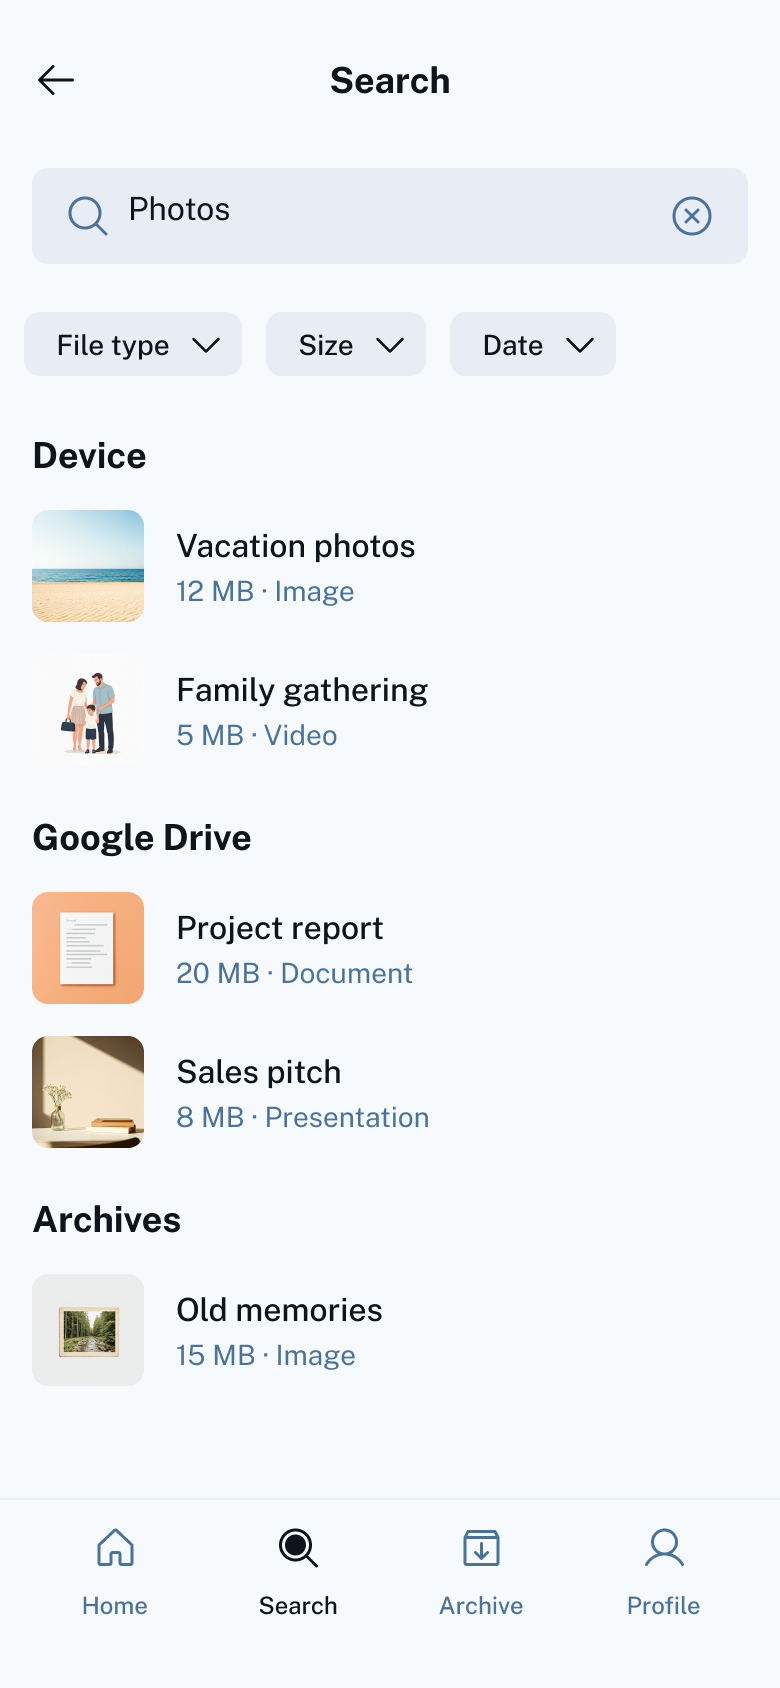 Search
Photos
File type
Size
Date
Device
Vacation photos
12 MB · Image
Family gathering
5 MB · Video
Google Drive
Project report
20 MB · Document
Sales pitch
8 MB · Presentation
Archives
Old memories
15 MB · Image
Home
Search
Archive
Profile